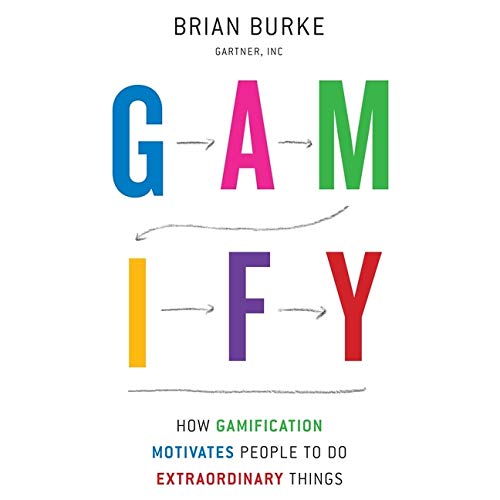 BRIAN BURKE
GARTNER, INC
GAM
IFY
HOW GAMIFICATION
MOTIVATES PEOPLE TO DO
EXTRAORDINARY THINGS